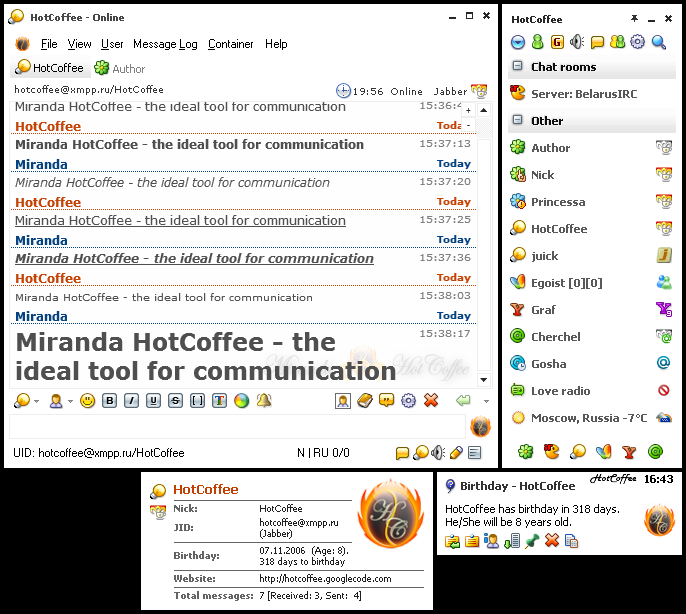 HotCoffee - Online
File View User Message Log Container Help
HotCoffee Author
hotcoffee@xmpp.ru/HotCoffee 19:56 Online Jabber
Miranda HotCoffee - the ideal tool for communication 15:36:4
HotCoffee Toda
Miranda HotCoffee - the ideal tool for communication 15:37:13
Miranda Today
Miranda HotCoffee - the ideal tool for communication 15:37:20
HotCoffee Today
Miranda HotCoffee - the ideal tool for communication 15:37:25
Miranda Today
Miranda HotCoffee - the ideal tool for communication 15:37:36
HotCoffee Today
Miranda HotCoffee - the ideal tool for communication 15:38:03
Miranda Today
Miranda HotCoffee - the 15:38:17
ideal tool for communication
Miranda HotCoffee
B I U S
UID: hotcoffee@xmpp.ru/HotCoffee N | RU 0/0
HotCoffee
Chat rooms
Server: BelarusIRC
Other
Author
Nick
Princessa
HotCoffee
juick
Egoist [0][0]
Graf
Cherchel
Gosha
Love radio
Moscow, Russia -7°C
HotCoffee
Nick: HotCoffee
JID: hotcoffee@xmpp.ru
(Jabber)
Birthday: 07.11.2006 (Age: 8).
318 days to birthday
Website: http://hotcoffee.googlecode.com
Total messages: 7 [Received: 3, Sent: 4]
HC
Birthday - HotCoffee HotCoffee 16:43
HotCoffee has birthday in 318 days.
He/She will be 8 years old.